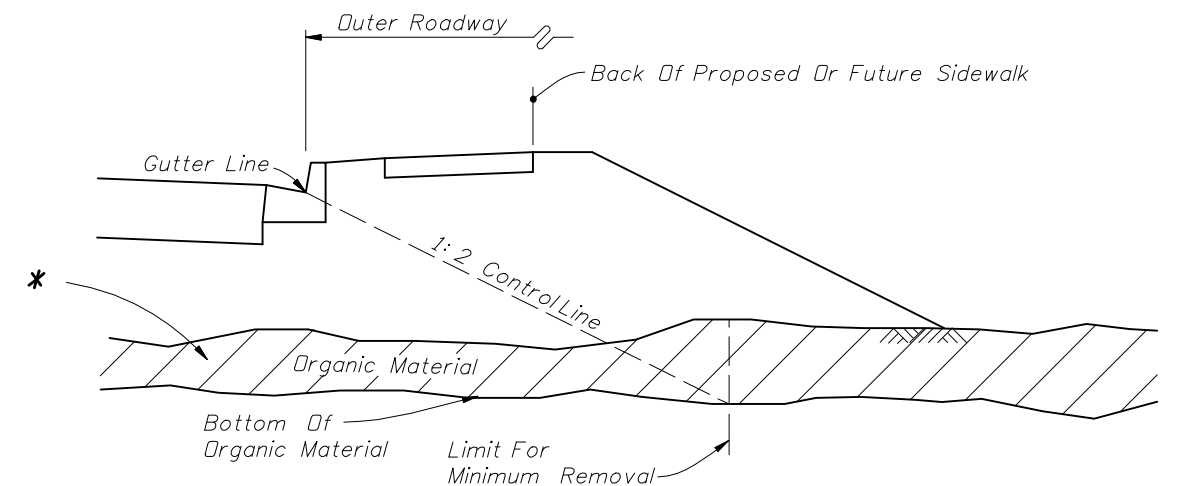 Outer Roadway
Back Of Proposed Or Future Sidewalk
Gutter Line
1:2 Control Line
*
Organic Material
Bottom Of
Organic Material
Limit For
Minimum Removal